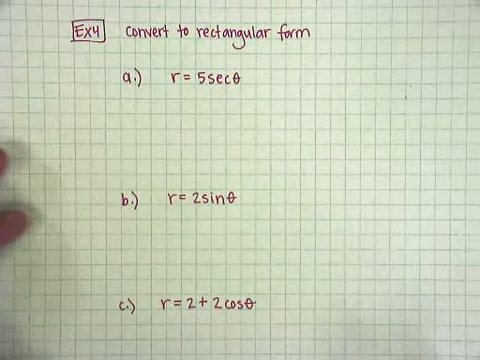 Ex4 convert to rectangular form
a.) r = 5secθ
b.) r = 2sinθ
c.) r = 2 + 2cosθ